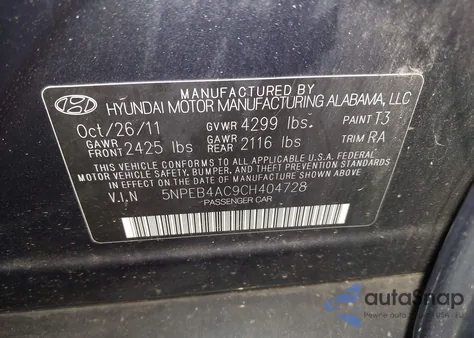 MANUFACTURED BY
HYUNDAI MOTOR MANUFACTURING ALABAMA, LLC
Oct/26/11 GVWR 4299 lbs. PAINT T3
GAWR FRONT 2425 lbs GAWR REAR 2116 lbs TRIM RA
THIS VEHICLE CONFORMS TO ALL APPLICABLE U.S.A. FEDERAL
MOTOR VEHICLE SAFETY, BUMPER, AND THEFT PREVENTION STANDARDS
IN EFFECT ON THE DATE OF MANUFACTURE SHOWN ABOVE.
V.I.N 5NPEB4AC9CH404728
PASSENGER CAR
autoSnap